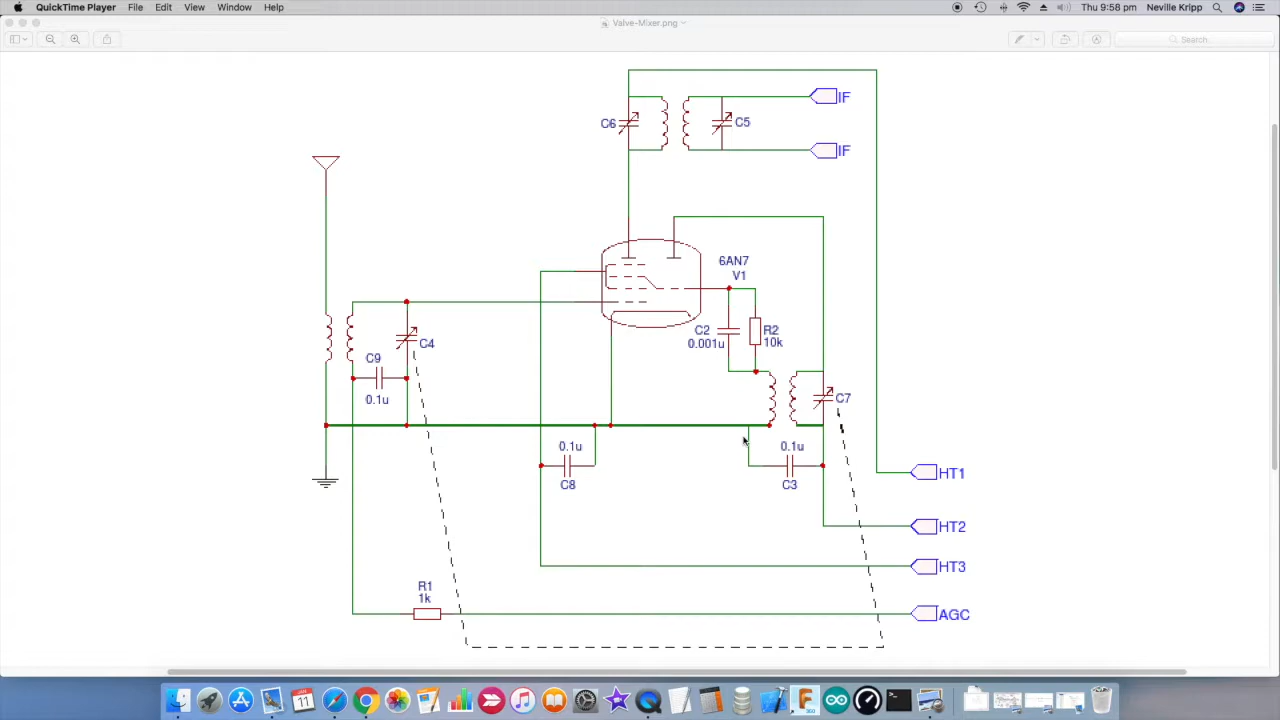 QuickTime Player File Edit View Window Help Thu 9:58 pm Neville Kripp
Valve-Mixer.png
Search
IF
C6
C5
IF
6AN7
V1
C2
0.001u
R2
10k
C4
C9
0.1u
C7
0.1u
C8
0.1u
C3
HT1
HT2
HT3
R1
1k
AGC